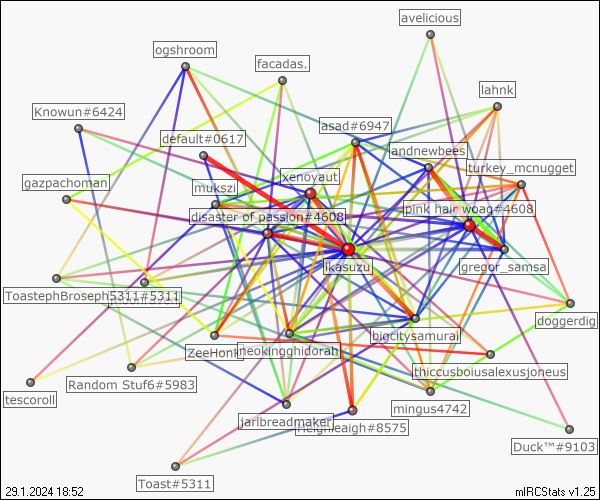 avelicious
ogshroom
facadas.
lahnk
Knowun#6424
asad#6947
default#0617
landnewbees
turkey_mcnugget
xenoyaut
gazpachoman
mukszi
disaster of passion#4608
pink hair woag#4608
ikasuzu
gregor_samsa
ToastephBroseph5311#5311
doggerdig
bigcitysamurai
ZeeHonk
neokingghidorah
thiccusboiusalexusjoneus
Random Stuf6#5983
tescoroll
mingus4742
jarlbreadmaker
Heighleaigh#8575
Duck™#9103
Toast#5311
29.1.2024 18:52
mIRCStats v1.25